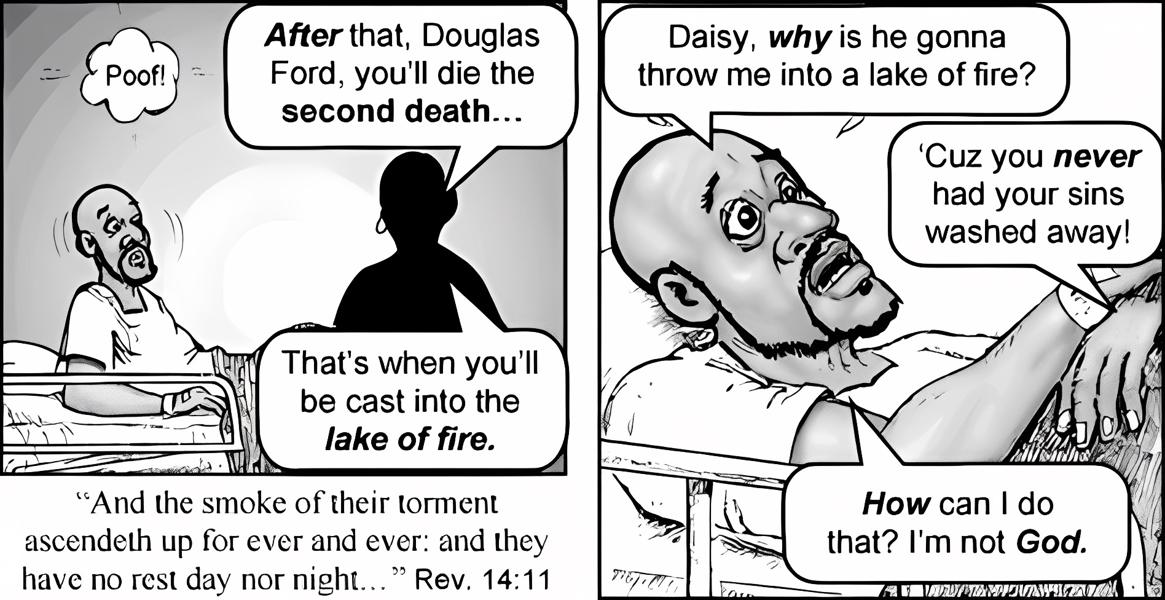 Poof!
After that, Douglas
Ford, you'll die the
second death...
That's when you'll
be cast into the
lake of fire.
“And the smoke of their torment
ascendeth up for ever and ever: and they
have no rest day nor night...” Rev. 14:11
Daisy, why is he gonna
throw me into a lake of fire?
‘Cuz you never
had your sins
washed away!
How can I do
that? I'm not God.